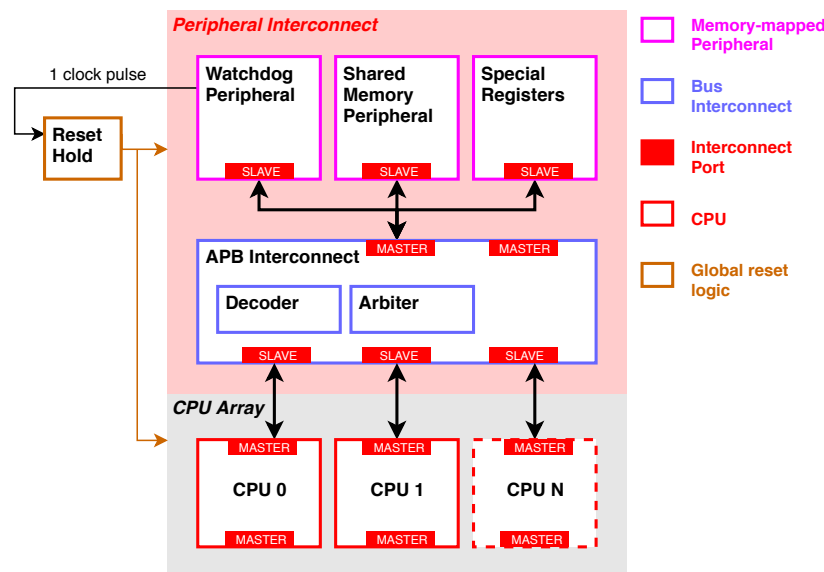 Peripheral Interconnect
1 clock pulse
Watchdog
Peripheral
SLAVE
Shared
Memory
Peripheral
SLAVE
Special
Registers
SLAVE
Reset
Hold
MASTER
MASTER
APB Interconnect
Decoder
Arbiter
SLAVE
SLAVE
SLAVE
CPU Array
MASTER
CPU 0
MASTER
MASTER
CPU 1
MASTER
MASTER
CPU N
MASTER
Memory-mapped
Peripheral
Bus
Interconnect
Interconnect
Port
CPU
Global reset
logic